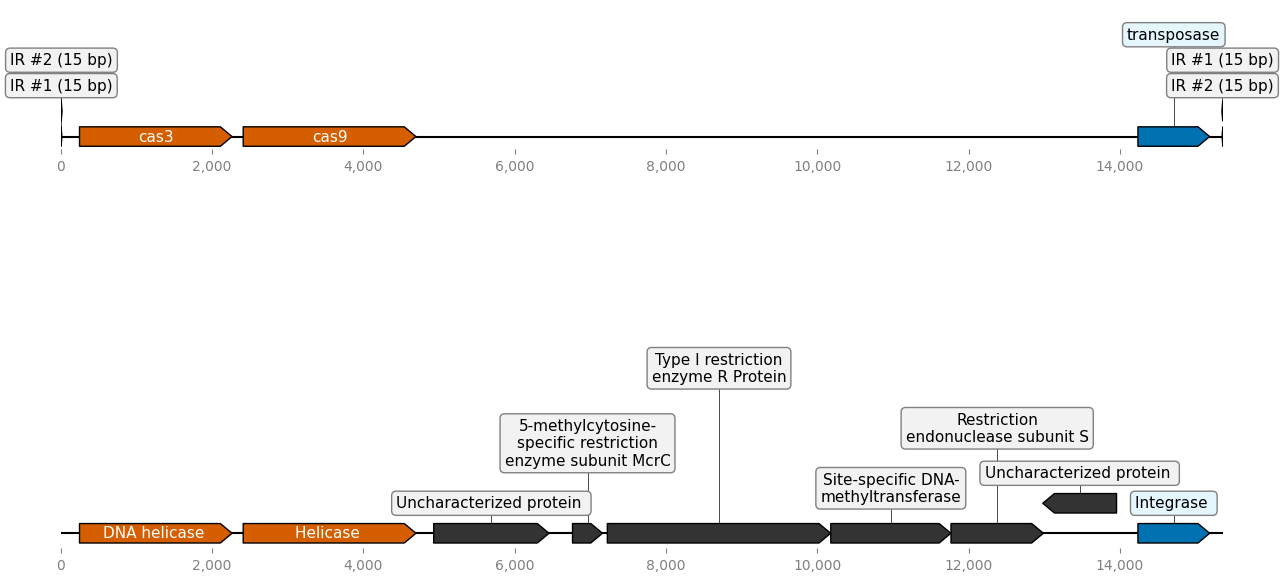 transposase
IR #2 (15 bp)
IR #1 (15 bp)
IR #1 (15 bp)
IR #2 (15 bp)
cas3
cas9
0
2,000
4,000
6,000
8,000
10,000
12,000
14,000
Type I restriction
enzyme R Protein
5-methylcytosine-
specific restriction
enzyme subunit McrC
Restriction
endonuclease subunit S
Uncharacterized protein
Site-specific DNA-
methyltransferase
Uncharacterized protein
Integrase
DNA helicase
Helicase
0
2,000
4,000
6,000
8,000
10,000
12,000
14,000